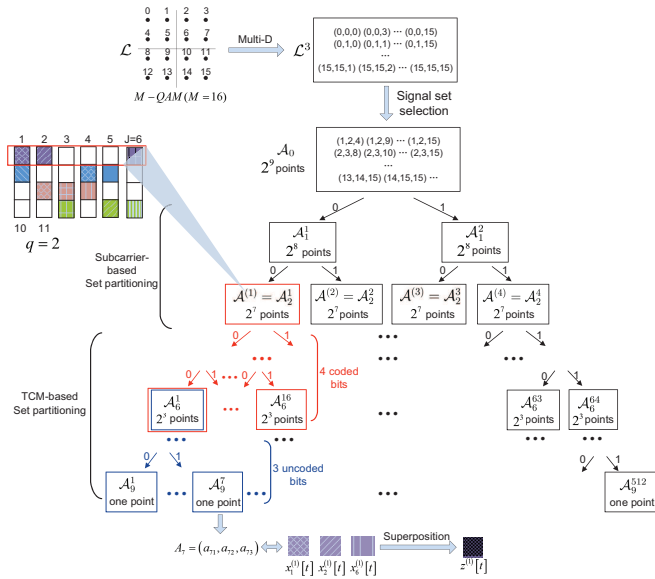 0 1 2 3
4 5 6 7
8 9 10 11
12 13 14 15
ℒ
M−QAM(M=16)
Multi-D
ℒ³
(0,0,0) (0,0,3) ⋯ (0,0,15)
(0,1,0) (0,1,1) ⋯ (0,1,15)
...
(15,15,1) (15,15,2) ⋯ (15,15,15)
Signal set
selection
𝒜₀
2⁹ points
(1,2,4) (1,2,9) ⋯ (1,2,15)
(2,3,8) (2,3,10) ⋯ (2,3,15)
...
(13,14,15) (14,15,15) ⋯
1 2 3 4 5 J=6
10 11
q = 2
0 1
𝒜₁¹
2⁸ points
𝒜₁²
2⁸ points
Subcarrier-based
Set partitioning
0 1 0 1
𝒜⁽¹⁾ = 𝒜₂¹
2⁷ points
𝒜⁽²⁾ = 𝒜₂²
2⁷ points
𝒜⁽³⁾ = 𝒜₂³
2⁷ points
𝒜⁽⁴⁾ = 𝒜₂⁴
2⁷ points
0 1 ••• 0 1
••• ••• •••
0 1 ••• 0 1
4 coded
bits
TCM-based
Set partitioning
𝒜₆¹
2³ points
•••
𝒜₆¹⁶
2³ points
•••
𝒜₆⁶³
2³ points
𝒜₆⁶⁴
2³ points
••• ••• •••
0 1
3 uncoded
bits
0 1
𝒜₉¹
one point
•••
𝒜₉⁷
one point
••• ••• •••
𝒜₉⁵¹²
one point
A₇ = (a₇₁, a₇₂, a₇₃)
x₁⁽¹⁾[t] x₂⁽¹⁾[t] x₆⁽¹⁾[t]
Superposition
z⁽¹⁾[t]